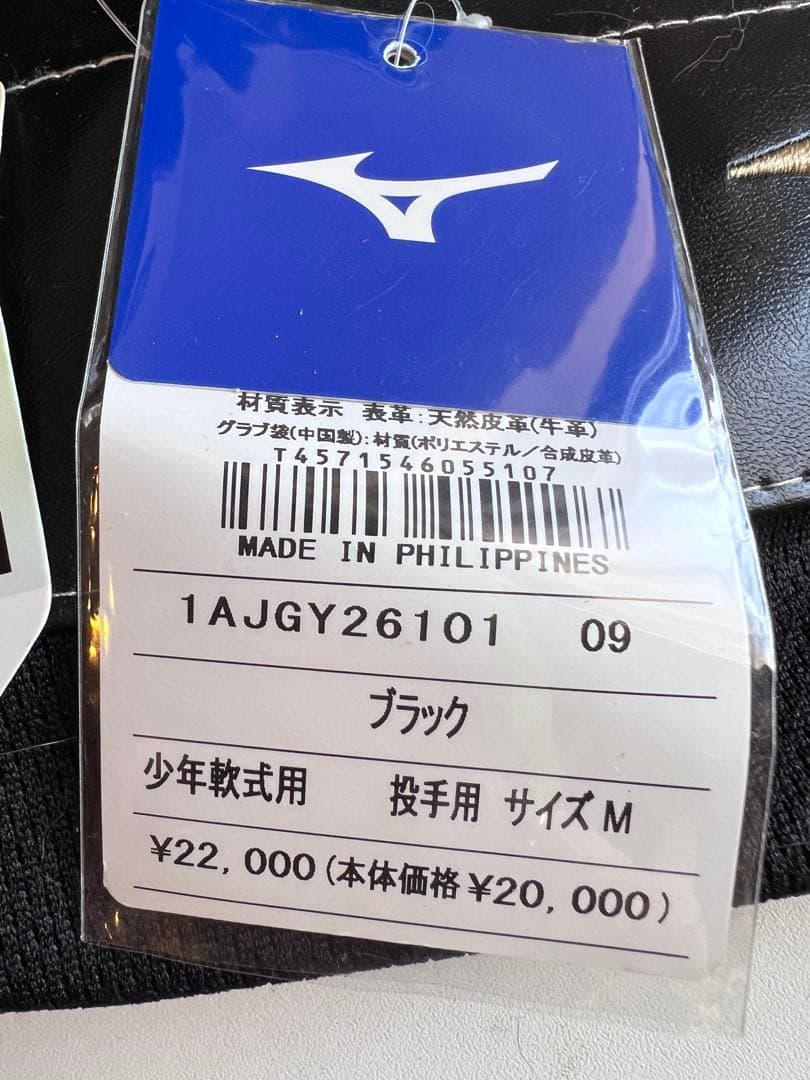 材質表示 表革:天然皮革(牛革)
グラブ袋(中国製):材質(ポリエステル/合成皮革)
T4571546055107
MADE IN PHILIPPINES
1AJGY26101 09
ブラック
少年軟式用 投手用 サイズM
¥22,000(本体価格¥20,000)